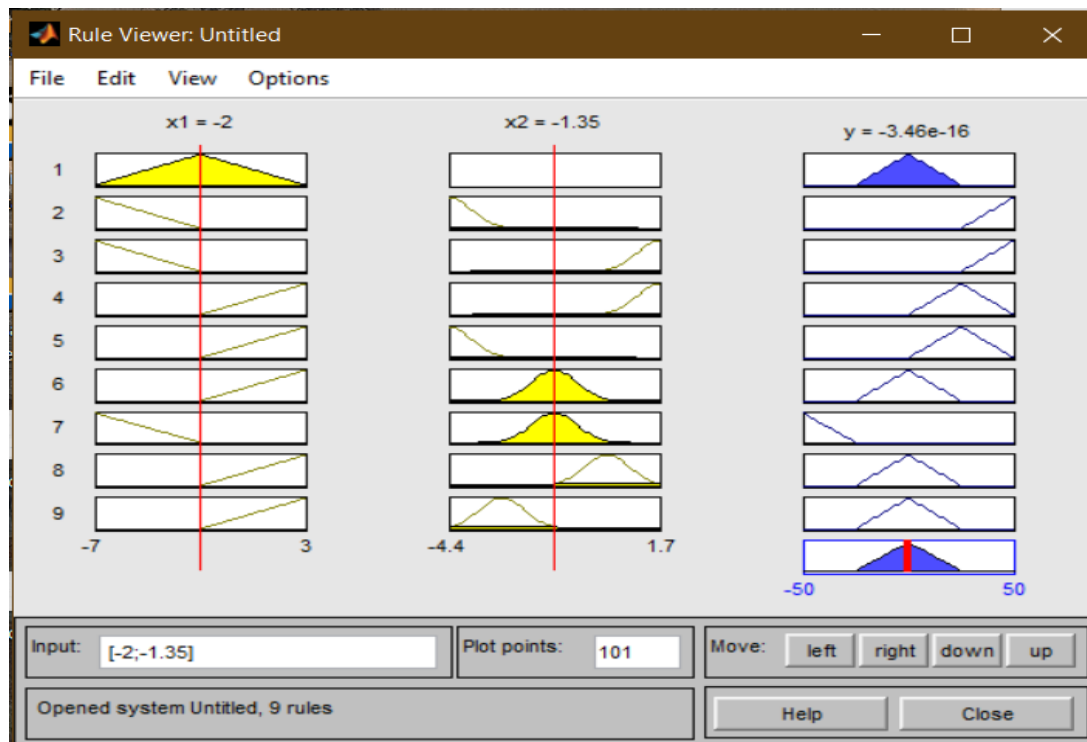 Rule Viewer: Untitled
File Edit View Options
x1 = -2 x2 = -1.35 y = -3.46e-16
1
2
3
4
5
6
7
8
9
-7 3 -4.4 1.7
-50 50
Input: [-2;-1.35] Plot points: 101 Move: left right down up
Opened system Untitled, 9 rules Help Close